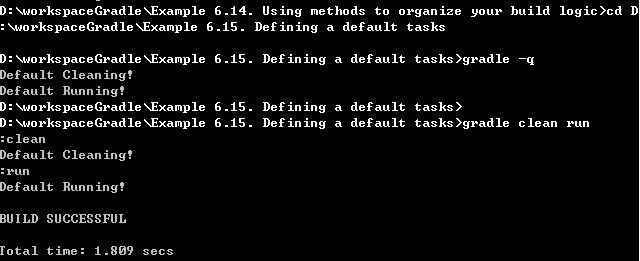 D:\workspaceGradle\Example 6.14. Using methods to organize your build logic>cd D
:\workspaceGradle\Example 6.15. Defining a default tasks
D:\workspaceGradle\Example 6.15. Defining a default tasks>gradle -q
Default Cleaning!
Default Running!
D:\workspaceGradle\Example 6.15. Defining a default tasks>
D:\workspaceGradle\Example 6.15. Defining a default tasks>gradle clean run
:clean
Default Cleaning!
:run
Default Running!
BUILD SUCCESSFUL
Total time: 1.809 secs